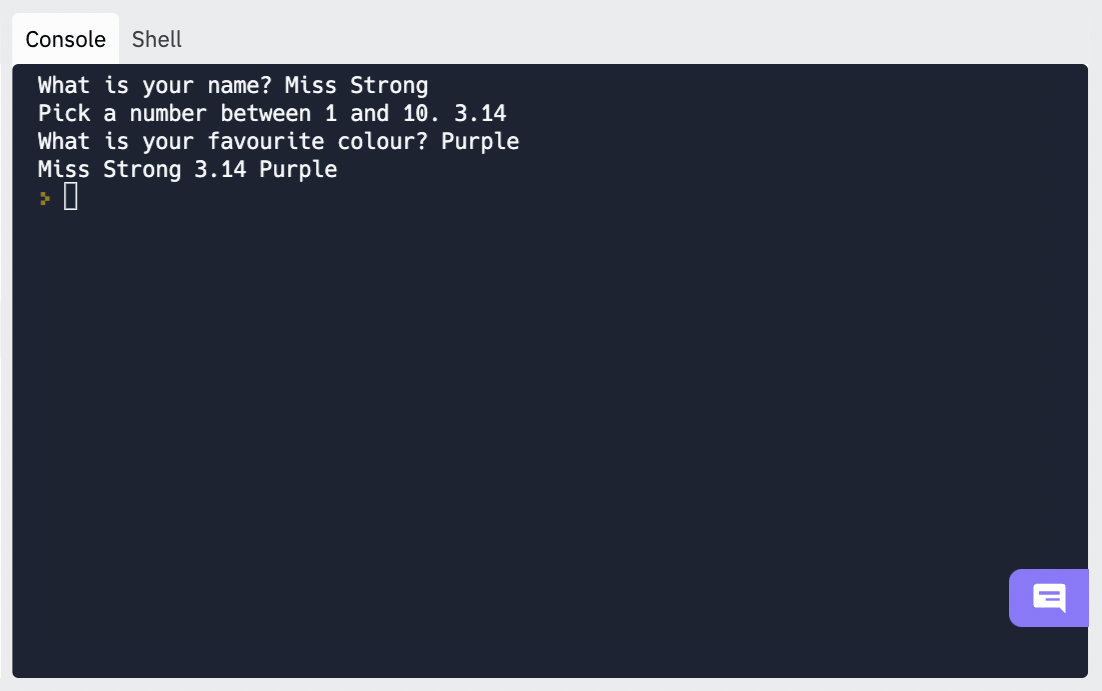 Console Shell
What is your name? Miss Strong
Pick a number between 1 and 10. 3.14
What is your favourite colour? Purple
Miss Strong 3.14 Purple
>